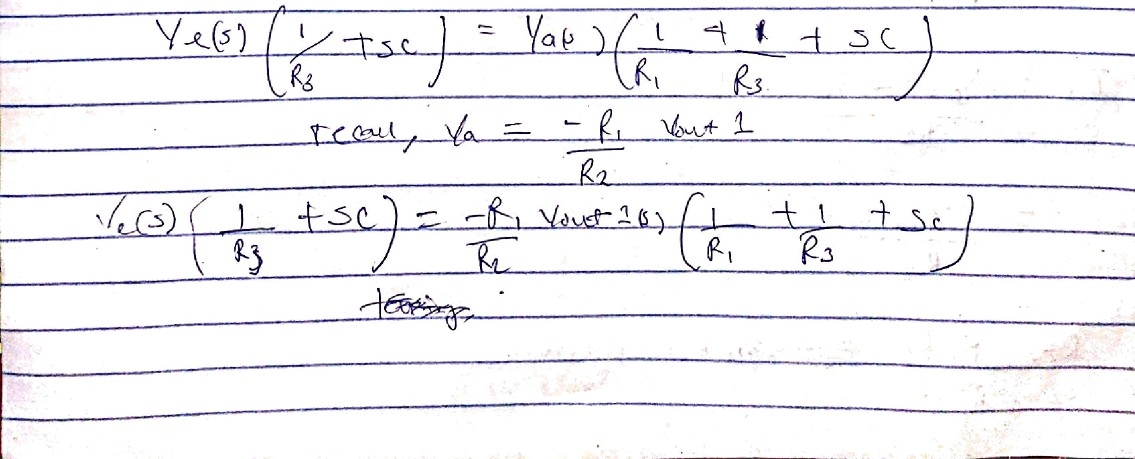 Ve(s) (1/R3 + sc) = Va(s) (1/R1 + 1/R3 + sc)
recall, Va = -R1/R2 Vout 1
Ve(s) (1/R3 + sc) = -R1/R2 Vout 1(s) (1/R1 + 1/R3 + sc)